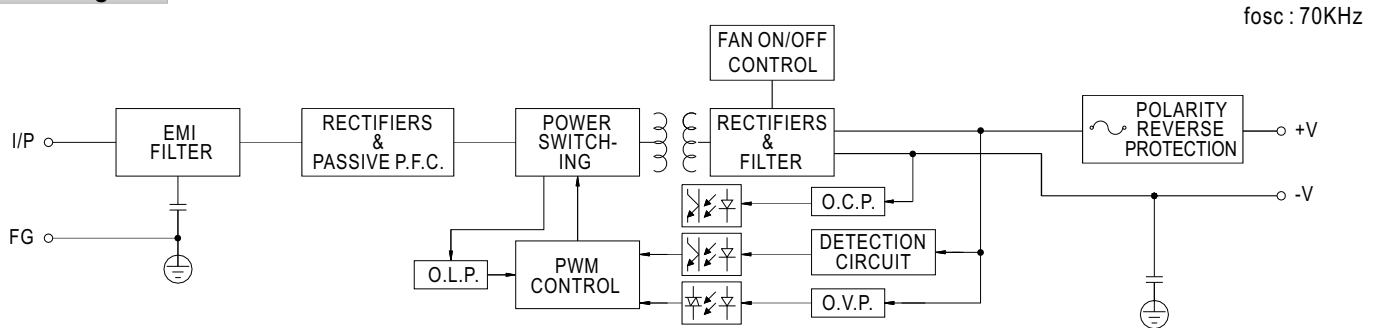 fosc : 70KHz
FAN ON/OFF
CONTROL
I/P
EMI
FILTER
RECTIFIERS
&
PASSIVE P.F.C.
POWER
SWITCH-
ING
RECTIFIERS
&
FILTER
POLARITY
REVERSE
PROTECTION
+V
-V
O.C.P.
FG
DETECTION
CIRCUIT
PWM
CONTROL
O.L.P.
O.V.P.